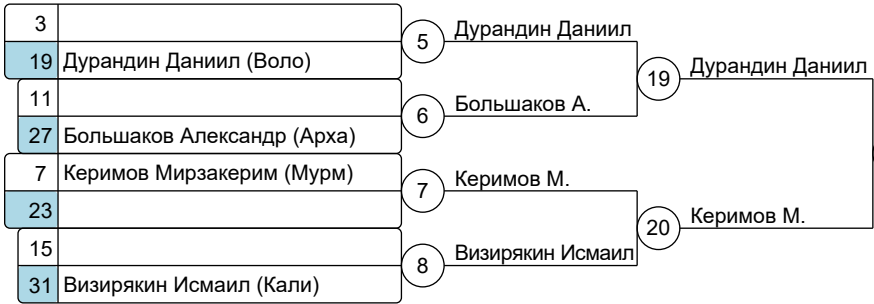 3
5 Дурандин Даниил
19 Дурандин Даниил (Воло)
19 Дурандин Даниил
11
6 Большаков А.
27 Большаков Александр (Арха)
7 Керимов Мирзакерим (Мурм)
7 Керимов М.
23
20 Керимов М.
15
8 Визирякин Исмаил
31 Визирякин Исмаил (Кали)